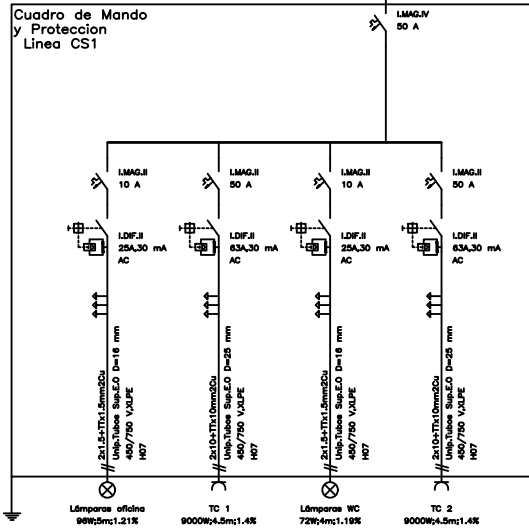 Cuadro de Mando
y Proteccion
Linea CS1
I.MAG.IV
50 A
I.MAG.II
10 A
I.MAG.II
50 A
I.MAG.II
10 A
I.MAG.II
50 A
I.DIF.II
25A,30 mA
AC
I.DIF.II
63A,30 mA
AC
I.DIF.II
25A,30 mA
AC
I.DIF.II
63A,30 mA
AC
2x1.5+TTx1.5mm2Cu
Unip.Tubos Sup.E.O D=16 mm
450/750 V,XLPE
H07
2x10+TTx10mm2Cu
Unip.Tubos Sup.E.O D=25 mm
450/750 V,XLPE
H07
2x1.5+TTx1.5mm2Cu
Unip.Tubos Sup.E.O D=16 mm
450/750 V,XLPE
H07
2x10+TTx10mm2Cu
Unip.Tubos Sup.E.O D=25 mm
450/750 V,XLPE
H07
Lámparas oficina
96W;5m;1.21%
TC 1
9000W;4.5m;1.4%
Lámparas WC
72W;4m;1.19%
TC 2
9000W;4.5m;1.4%